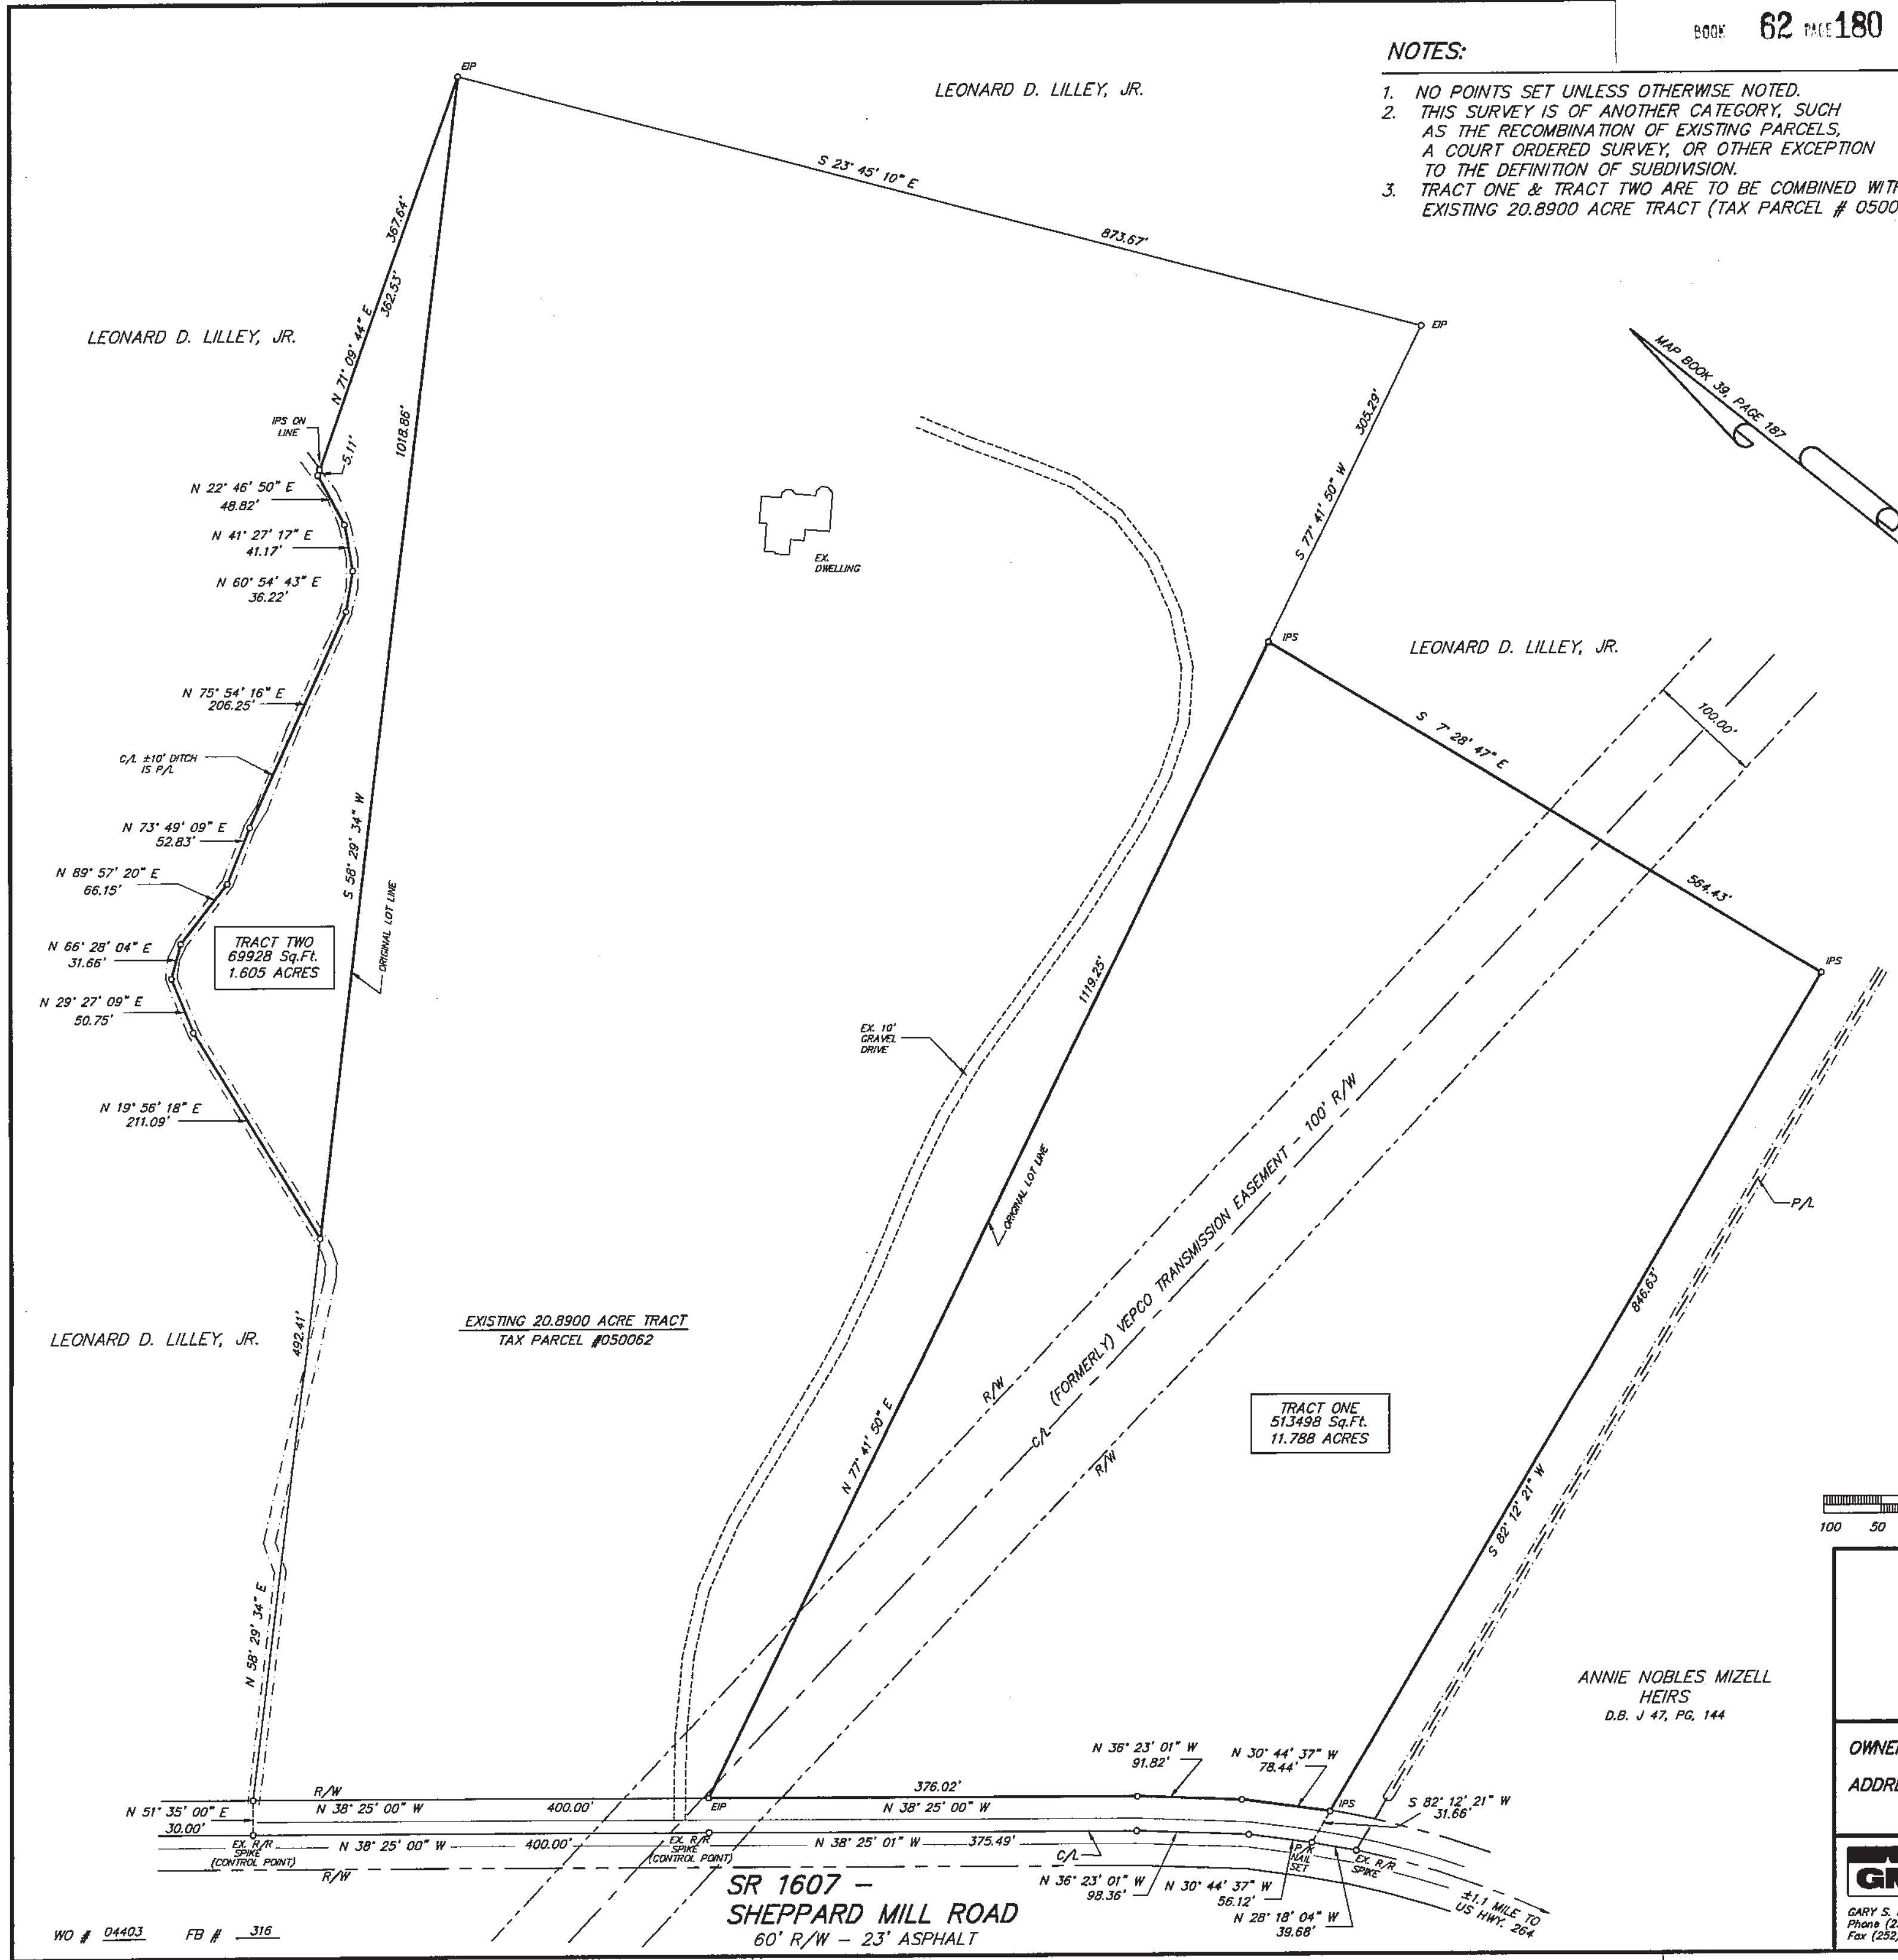 BOOK 62 PAGE 180
NOTES:
1. NO POINTS SET UNLESS OTHERWISE NOTED.
2. THIS SURVEY IS OF ANOTHER CATEGORY, SUCH
AS THE RECOMBINATION OF EXISTING PARCELS,
A COURT ORDERED SURVEY, OR OTHER EXCEPTION
TO THE DEFINITION OF SUBDIVISION.
3. TRACT ONE & TRACT TWO ARE TO BE COMBINED WITH
EXISTING 20.8900 ACRE TRACT (TAX PARCEL # 0500
EIP
LEONARD D. LILLEY, JR.
S 23° 45' 10" E
873.67'
EIP
367.64'
362.53'
N 71° 09' 44" E
1018.86'
LEONARD D. LILLEY, JR.
MAP BOOK 39, PAGE 187
305.29'
S 77° 41' 50" W
IPS ON
LINE
5.11'
N 22° 46' 50" E
48.82'
N 41° 27' 17" E
41.17'
N 60° 54' 43" E
36.22'
EX.
DWELLING
IPS
LEONARD D. LILLEY, JR.
N 75° 54' 16" E
206.25'
100.00'
S 7° 28' 47" E
564.43'
C/L ±10' DITCH
IS P/L
S 58° 29' 34" W
N 73° 49' 09" E
52.83'
N 89° 57' 20" E
66.15'
ORIGINAL LOT LINE
N 66° 28' 04" E
31.66'
TRACT TWO
69928 Sq.Ft.
1.605 ACRES
IPS
N 29° 27' 09" E
50.75'
1119.25'
EX. 10'
GRAVEL
DRIVE
N 19° 56' 18" E
211.09'
ORIGINAL LOT LINE
(FORMERLY) VEPCO TRANSMISSION EASEMENT - 100' R/W
P/L
846.63'
LEONARD D. LILLEY, JR.
492.41'
EXISTING 20.8900 ACRE TRACT
TAX PARCEL #050062
R/W
C/L
R/W
N 77° 41' 50" E
TRACT ONE
513498 Sq.Ft.
11.788 ACRES
S 82° 12' 21" W
100 50
N 58° 29' 34" E
ANNIE NOBLES MIZELL
HEIRS
D.B. J 47, PG, 144
OWNE
ADDRE
N 36° 23' 01" W
91.82'
N 30° 44' 37" W
78.44'
R/W
376.02'
N 51° 35' 00" E
30.00'
N 38° 25' 00" W 400.00'
EIP
N 38° 25' 00" W
IPS
S 82° 12' 21" W
31.66'
EX. R/R
SPIKE
(CONTROL POINT)
N 38° 25' 00" W 400.00'
EX. R/R
SPIKE
(CONTROL POINT)
N 38° 25' 01" W 375.49'
C/L
P/K
NAIL
SET
EX. R/R
SPIKE
R/W
N 36° 23' 01" W
98.36'
N 30° 44' 37" W
56.12'
N 28° 18' 04" W
39.68'
±1.1 MILE TO
US HWY. 264
SR 1607 -
SHEPPARD MILL ROAD
60' R/W - 23' ASPHALT
WO # 04403 FB # 316
GARY S.
Phone (2
Fax (252,